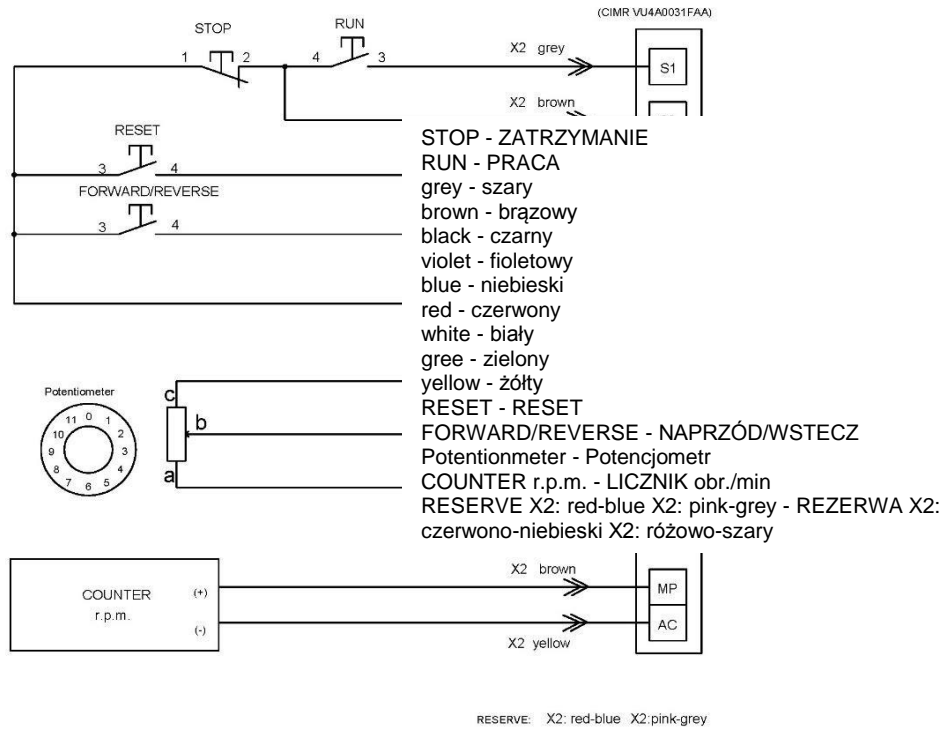 (CIMR VU4A0031FAA)
STOP
RUN
1
2
4
3
X2 grey
S1
X2 brown
RESET
3
4
FORWARD/REVERSE
3
4
STOP - ZATRZYMANIE
RUN - PRACA
grey - szary
brown - brązowy
black - czarny
violet - fioletowy
blue - niebieski
red - czerwony
white - biały
gree - zielony
yellow - żółty
RESET - RESET
FORWARD/REVERSE - NAPRZÓD/WSTECZ
Potentionmeter - Potencjometr
COUNTER r.p.m. - LICZNIK obr./min
RESERVE X2: red-blue X2: pink-grey - REZERWA X2:
czerwono-niebieski X2: różowo-szary
Potentiometer
11 0 1
10 2
9 3
8 4
7 6 5
c
b
a
COUNTER
r.p.m.
(+)
(-)
X2 brown
MP
AC
X2 yellow
RESERVE: X2: red-blue X2:pink-grey